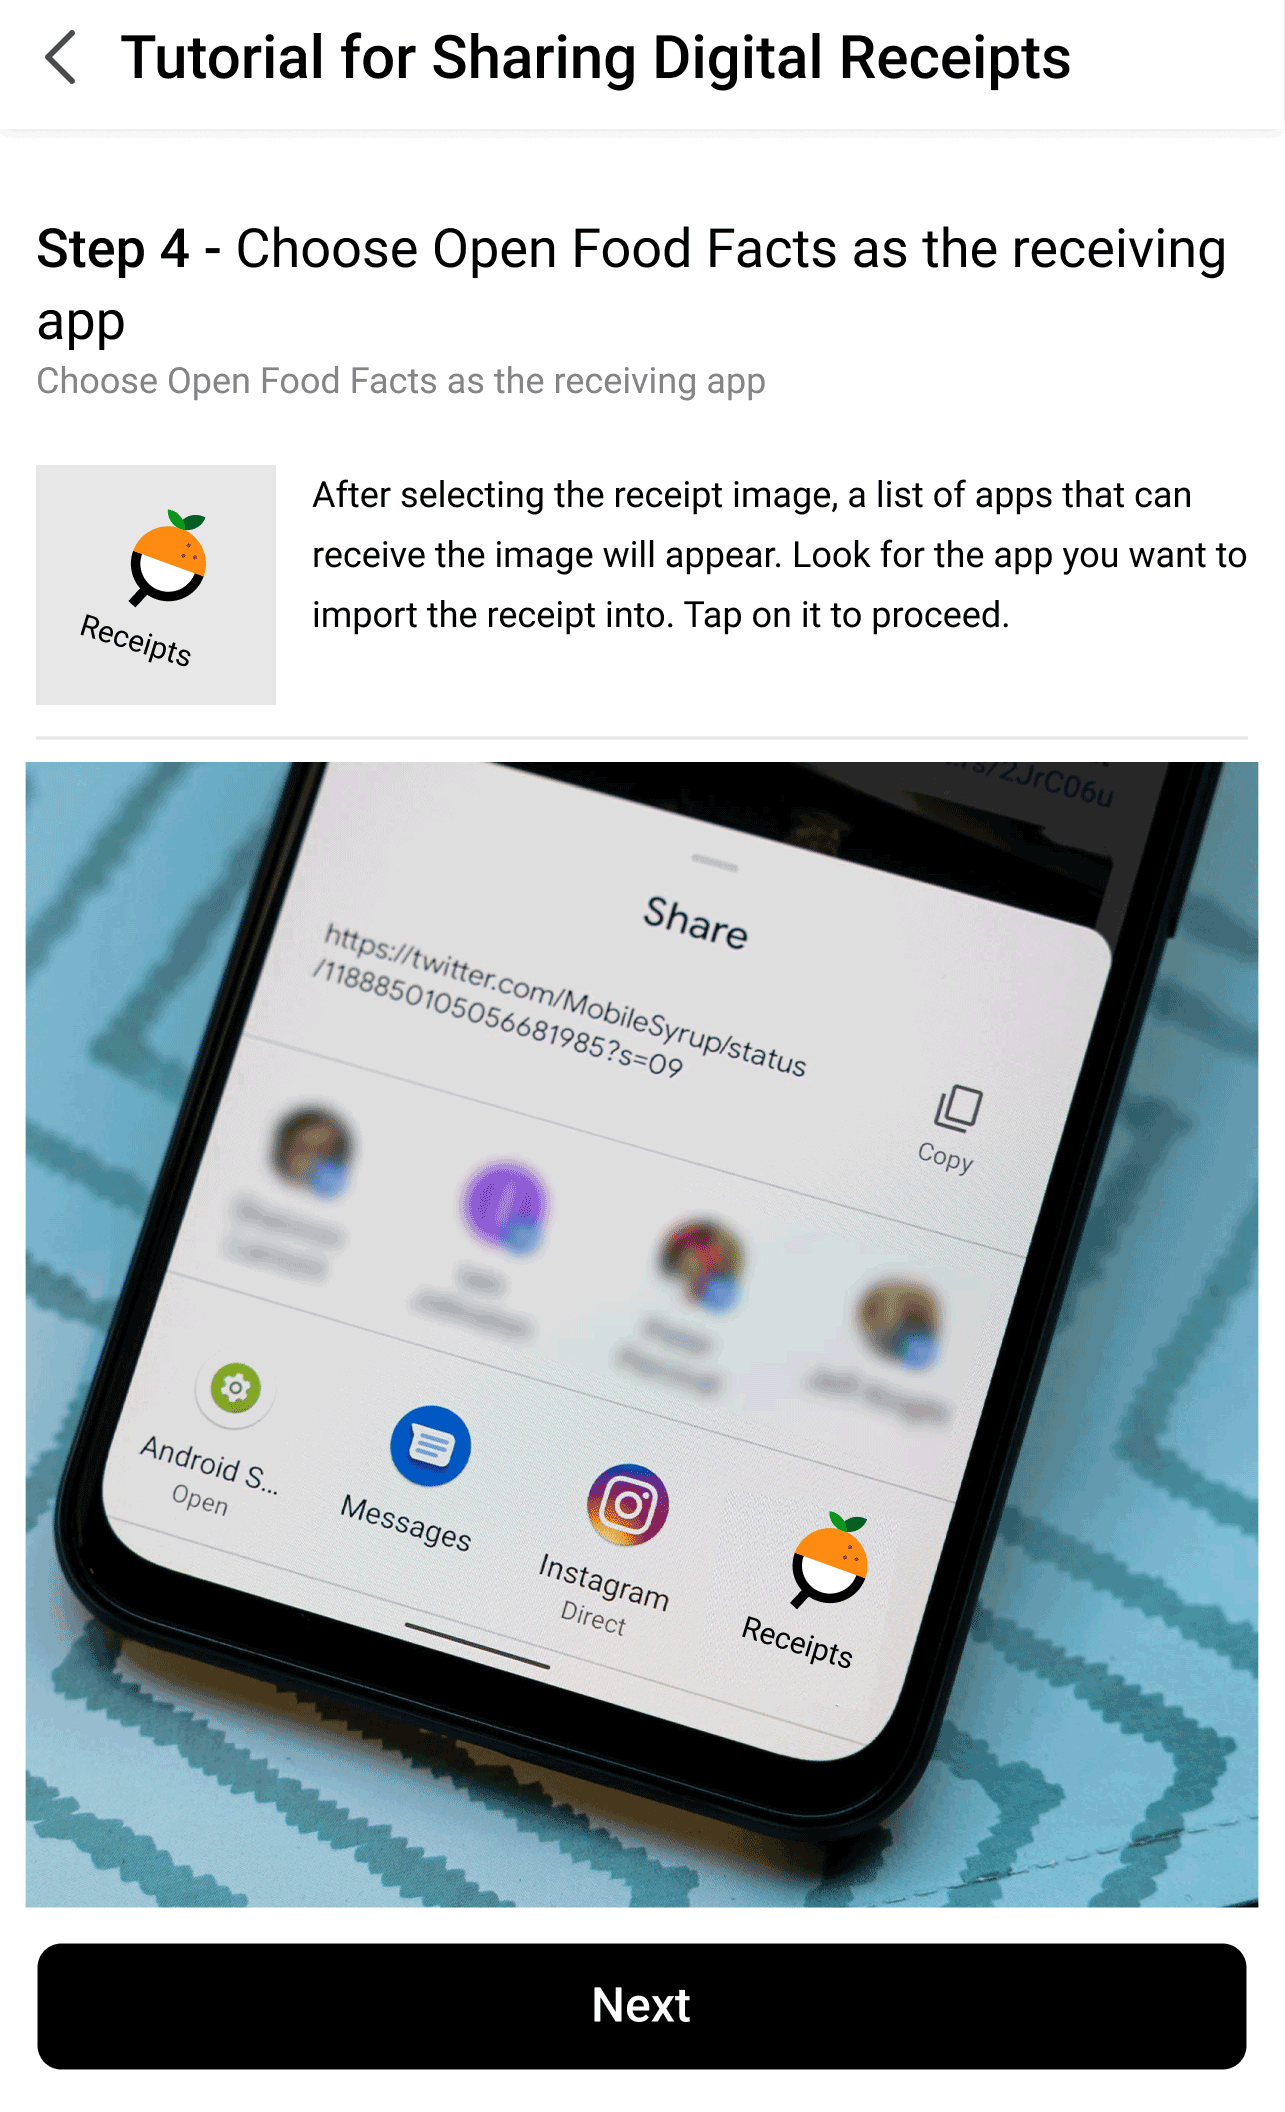 Tutorial for Sharing Digital Receipts
Step 4 - Choose Open Food Facts as the receiving
app
Choose Open Food Facts as the receiving app
Receipts
After selecting the receipt image, a list of apps that can
receive the image will appear. Look for the app you want to
import the receipt into. Tap on it to proceed.
/2JrC06u
Share
https://twitter.com/MobileSyrup/status
/1188850105056681985?s=09
Copy
Android S...
Open
Messages
Instagram
Direct
Receipts
Next